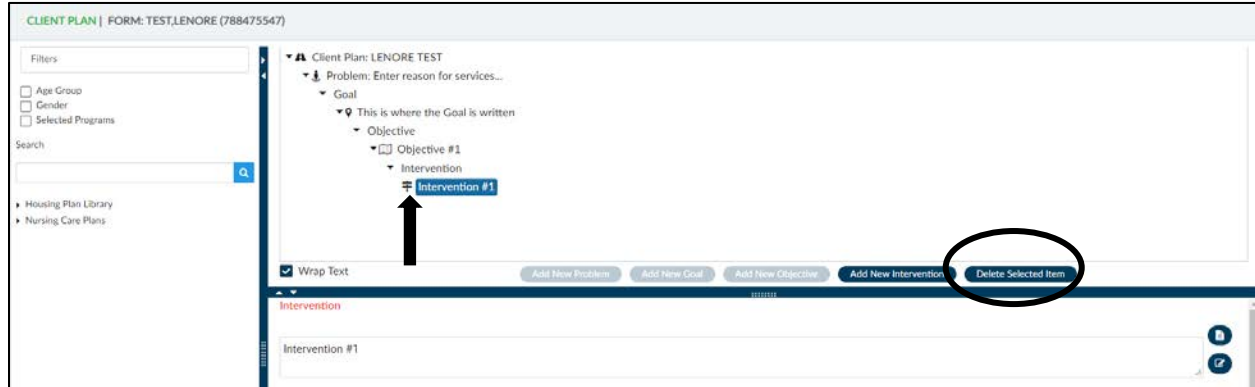 CLIENT PLAN | FORM: TEST,LENORE (788475547)
Filters
Age Group
Gender
Selected Programs
Search
Housing Plan Library
Nursing Care Plans
Client Plan: LENORE TEST
Problem: Enter reason for services...
Goal
This is where the Goal is written
Objective
Objective #1
Intervention
Intervention #1
Wrap Text
Add New Problem
Add New Goal
Add New Objective
Add New Intervention
Delete Selected Item
Intervention
Intervention #1